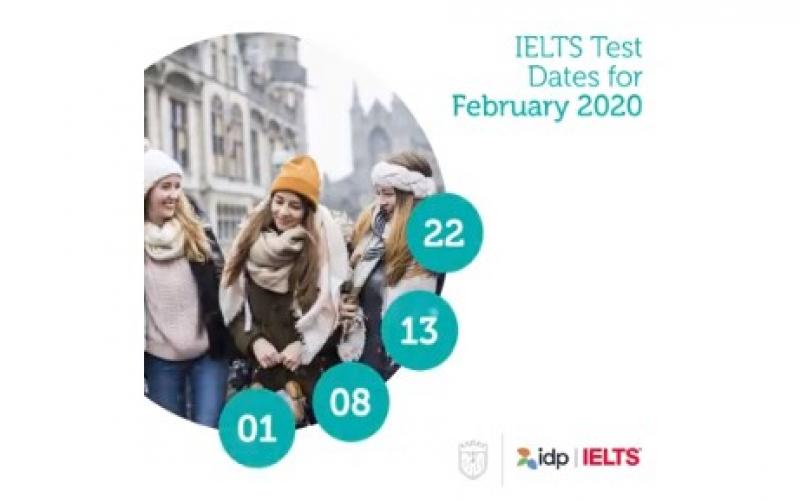 IELTS Test
Dates for
February 2020
22
13
08
01
idp | IELTS